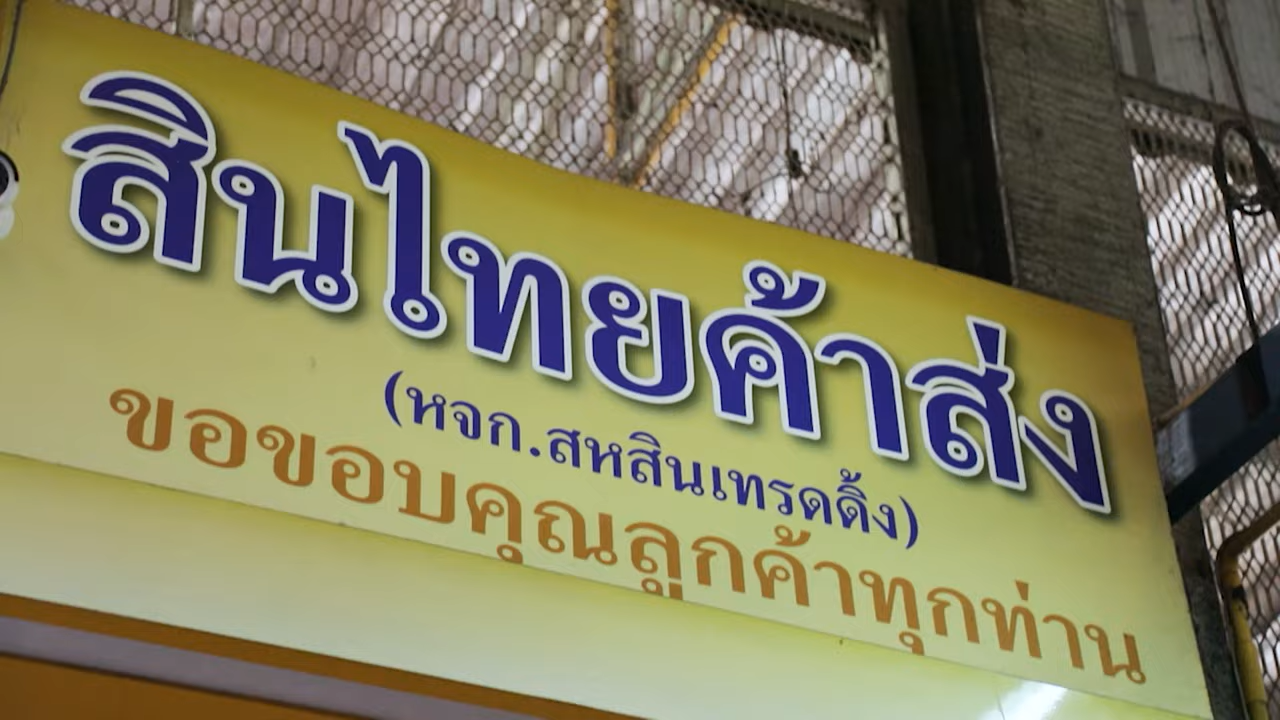 สินไทยค้าส่ง
(หจก.สหสินเทรดดิ้ง)
ขอขอบคุณลูกค้าทุกท่าน